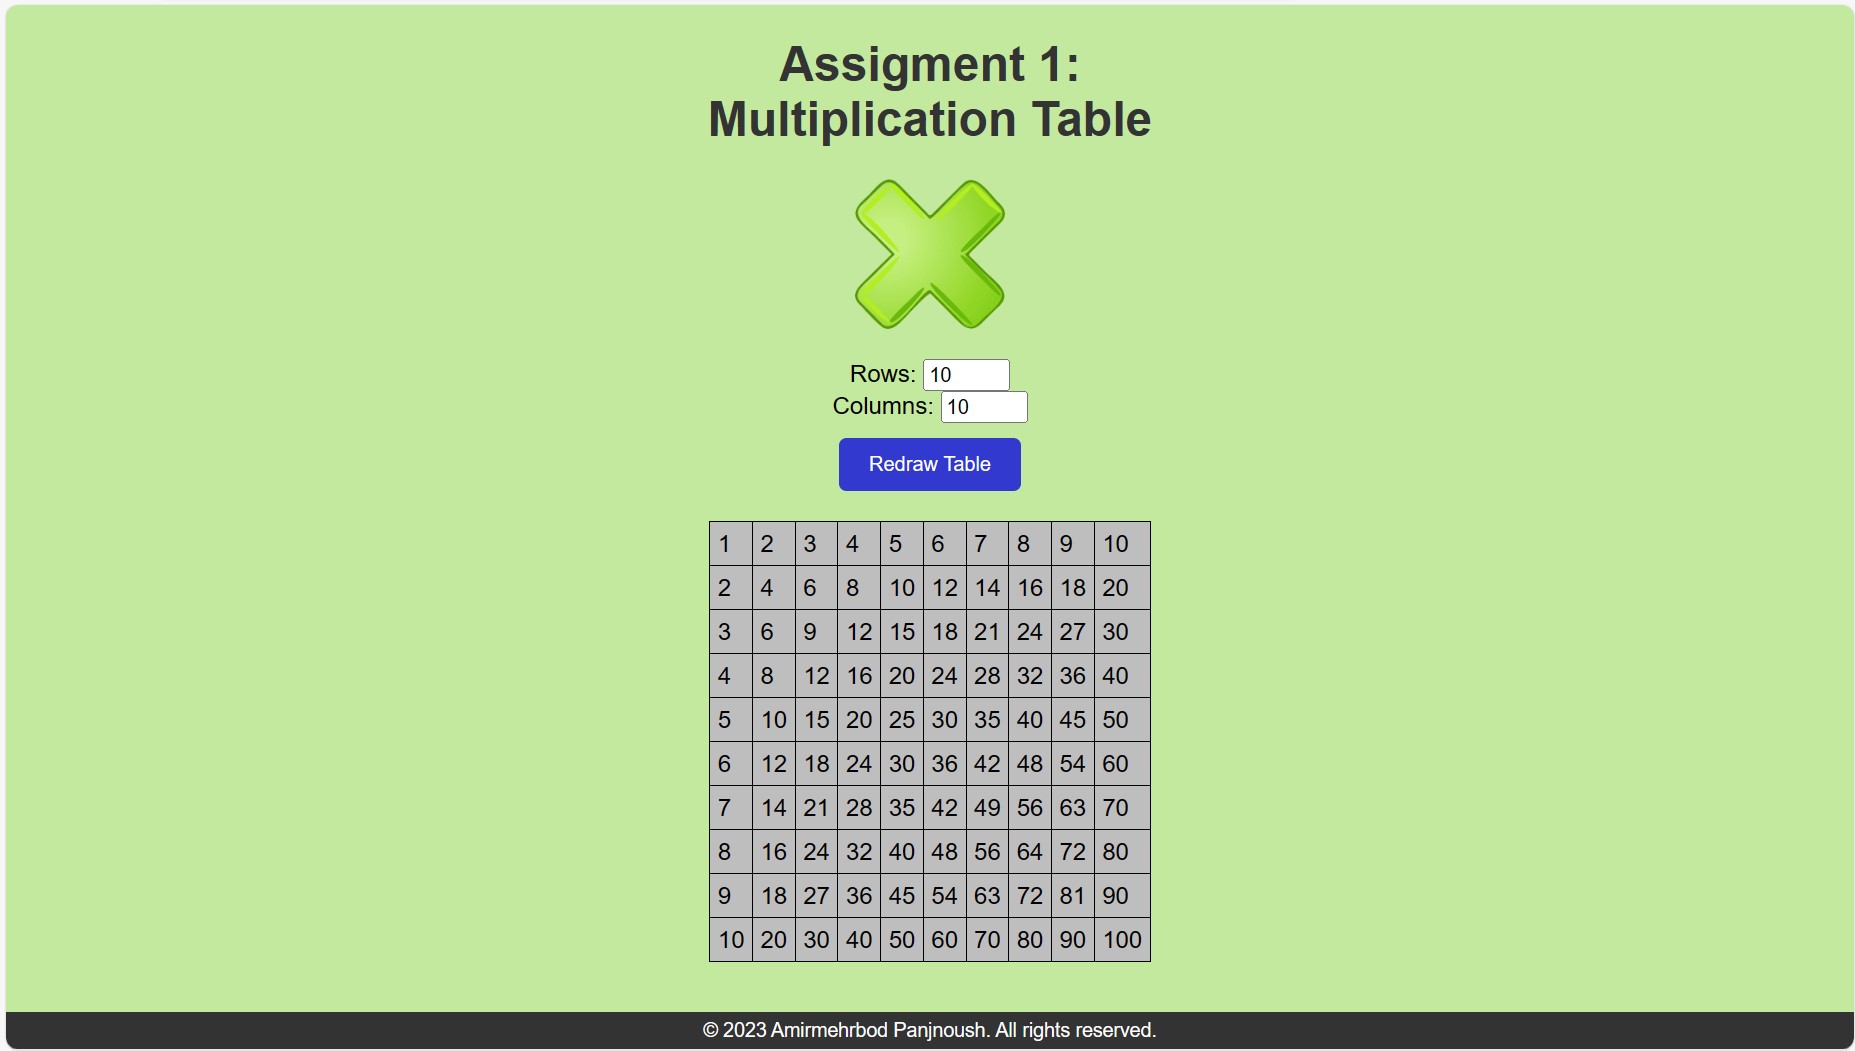 Assigment 1:
Multiplication Table
Rows: 10
Columns: 10
Redraw Table
1 2 3 4 5 6 7 8 9 10
2 4 6 8 10 12 14 16 18 20
3 6 9 12 15 18 21 24 27 30
4 8 12 16 20 24 28 32 36 40
5 10 15 20 25 30 35 40 45 50
6 12 18 24 30 36 42 48 54 60
7 14 21 28 35 42 49 56 63 70
8 16 24 32 40 48 56 64 72 80
9 18 27 36 45 54 63 72 81 90
10 20 30 40 50 60 70 80 90 100
© 2023 Amirmehrbod Panjnoush. All rights reserved.